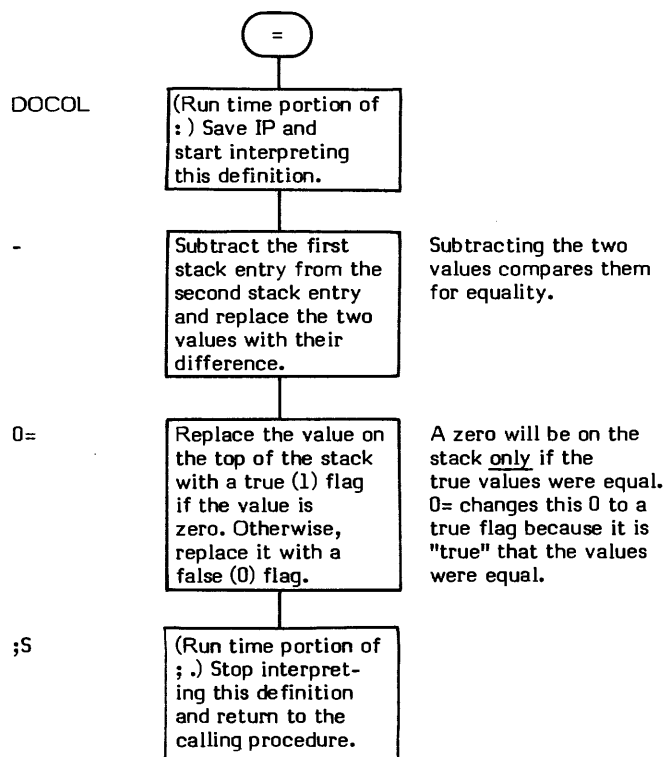 =
DOCOL
(Run time portion of
: ) Save IP and
start interpreting
this definition.
-
Subtract the first
stack entry from the
second stack entry
and replace the two
values with their
difference.
Subtracting the two
values compares them
for equality.
0=
Replace the value on
the top of the stack
with a true (1) flag
if the value is
zero. Otherwise,
replace it with a
false (0) flag.
A zero will be on the
stack only if the
true values were equal.
0= changes this 0 to a
true flag because it is
"true" that the values
were equal.
;S
(Run time portion of
; .) Stop interpret-
ing this definition
and return to the
calling procedure.